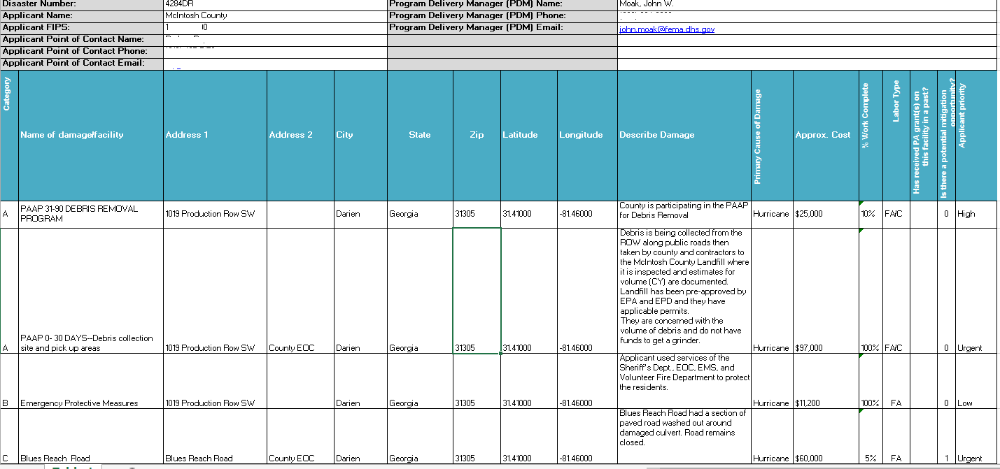 Disaster Number: 4284DR Program Delivery Manager (PDM) Name: Moak, John W.
Applicant Name: McIntosh County Program Delivery Manager (PDM) Phone:
Applicant FIPS: Program Delivery Manager (PDM) Email: john.moak@fema.dhs.gov
Applicant Point of Contact Name:
Applicant Point of Contact Phone:
Applicant Point of Contact Email:
Category
Name of damage/facility
Address 1
Address 2
City
State
Zip
Latitude
Longitude
Describe Damage
Primary Cause of Damage
Approx. Cost
% Work Complete
Labor Type
Has received PA grant(s) on
this facility in a past?
Is there a potential mitigation
opportunity?
Applicant priority
A
PAAP 31-90 DEBRIS REMOVAL
PROGRAM
1019 Production Row SW
Darien
Georgia
31305
31.41000
-81.46000
County is participating in the PAAP
for Debris Removal
Hurricane
$25,000
10%
FA/C
0
High
A
PAAP 0- 30 DAYS--Debris collection
site and pick up areas
1019 Production Row SW
County EOC
Darien
Georgia
31305
31.41000
-81.46000
Debris is being collected from the
ROW along public roads then
taken by county and contractors to
the McIntosh County Landfill where
it is inspected and estimates for
volume (CY) are documented.
Landfill has been pre-approved by
EPA and EPD and they have
applicable permits.
They are concerned with the
volume of debris and do not have
funds to get a grinder.
Hurricane
$97,000
100%
FA/C
0
Urgent
B
Emergency Protective Measures
1019 Production Row SW
Darien
Georgia
31305
31.41000
-81.46000
Applicant used services of the
Sheriff's Dept., EOC, EMS, and
Volunteer Fire Department to protect
the residents.
Hurricane
$11,200
100%
FA
0
Low
C
Blues Reach Road
Blues Reach Road
County EOC
Darien
Georgia
31305
31.41000
-81.46000
Blues Reach Road had a section of
paved road washed out around
damaged culvert. Road remains
closed.
Hurricane
$60,000
5%
FA
1
Urgent